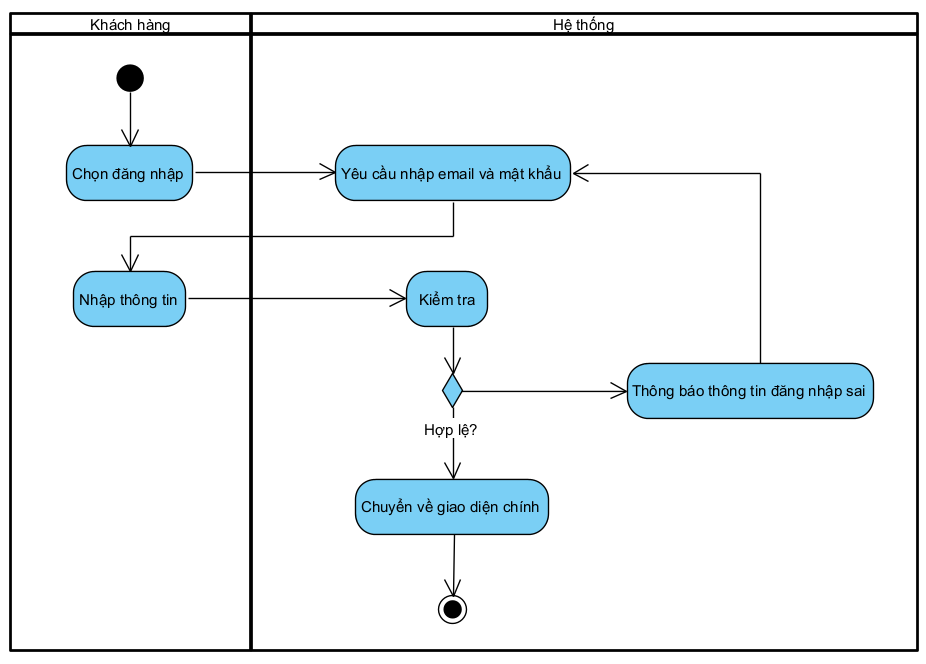 Khách hàng
Hệ thống
Chọn đăng nhập
Yêu cầu nhập email và mật khẩu
Nhập thông tin
Kiểm tra
Thông báo thông tin đăng nhập sai
Hợp lệ?
Chuyển về giao diện chính